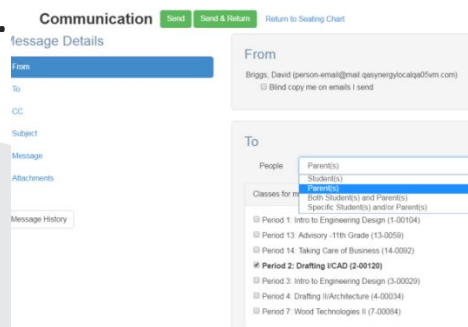 Communication Send Send & Return Return to Seating Chart
Message Details
From
To
CC
Subject
Message
Attachments
Message History
From
Briggs, David (person-email@mail.qasynergylocalqa05vm.com)
Blind copy me on emails I send
To
People Parent(s)
Student(s)
Parent(s)
Both Student(s) and Parent(s)
Specific Student(s) and/or Parent(s)
Classes for m
Period 1: Intro to Engineering Design (1-00104)
Period 13: Advisory -11th Grade (13-0059)
Period 14: Taking Care of Business (14-0092)
Period 2: Drafting I/CAD (2-00120)
Period 3: Intro to Engineering Design (3-00029)
Period 4: Drafting II/Architecture (4-00034)
Period 7: Wood Technologies II (7-00084)